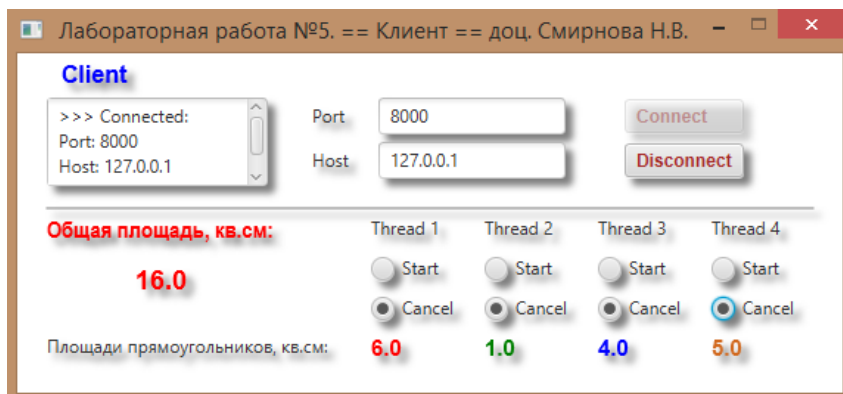 Лабораторная работа №5. == Клиент == доц. Смирнова Н.В.
Client
>>> Connected:
Port: 8000
Host: 127.0.0.1
Port 8000 Connect
Host 127.0.0.1 Disconnect
Общая площадь, кв.см: Thread 1 Thread 2 Thread 3 Thread 4
16.0 Start Start Start Start
Cancel Cancel Cancel Cancel
Площади прямоугольников, кв.см: 6.0 1.0 4.0 5.0